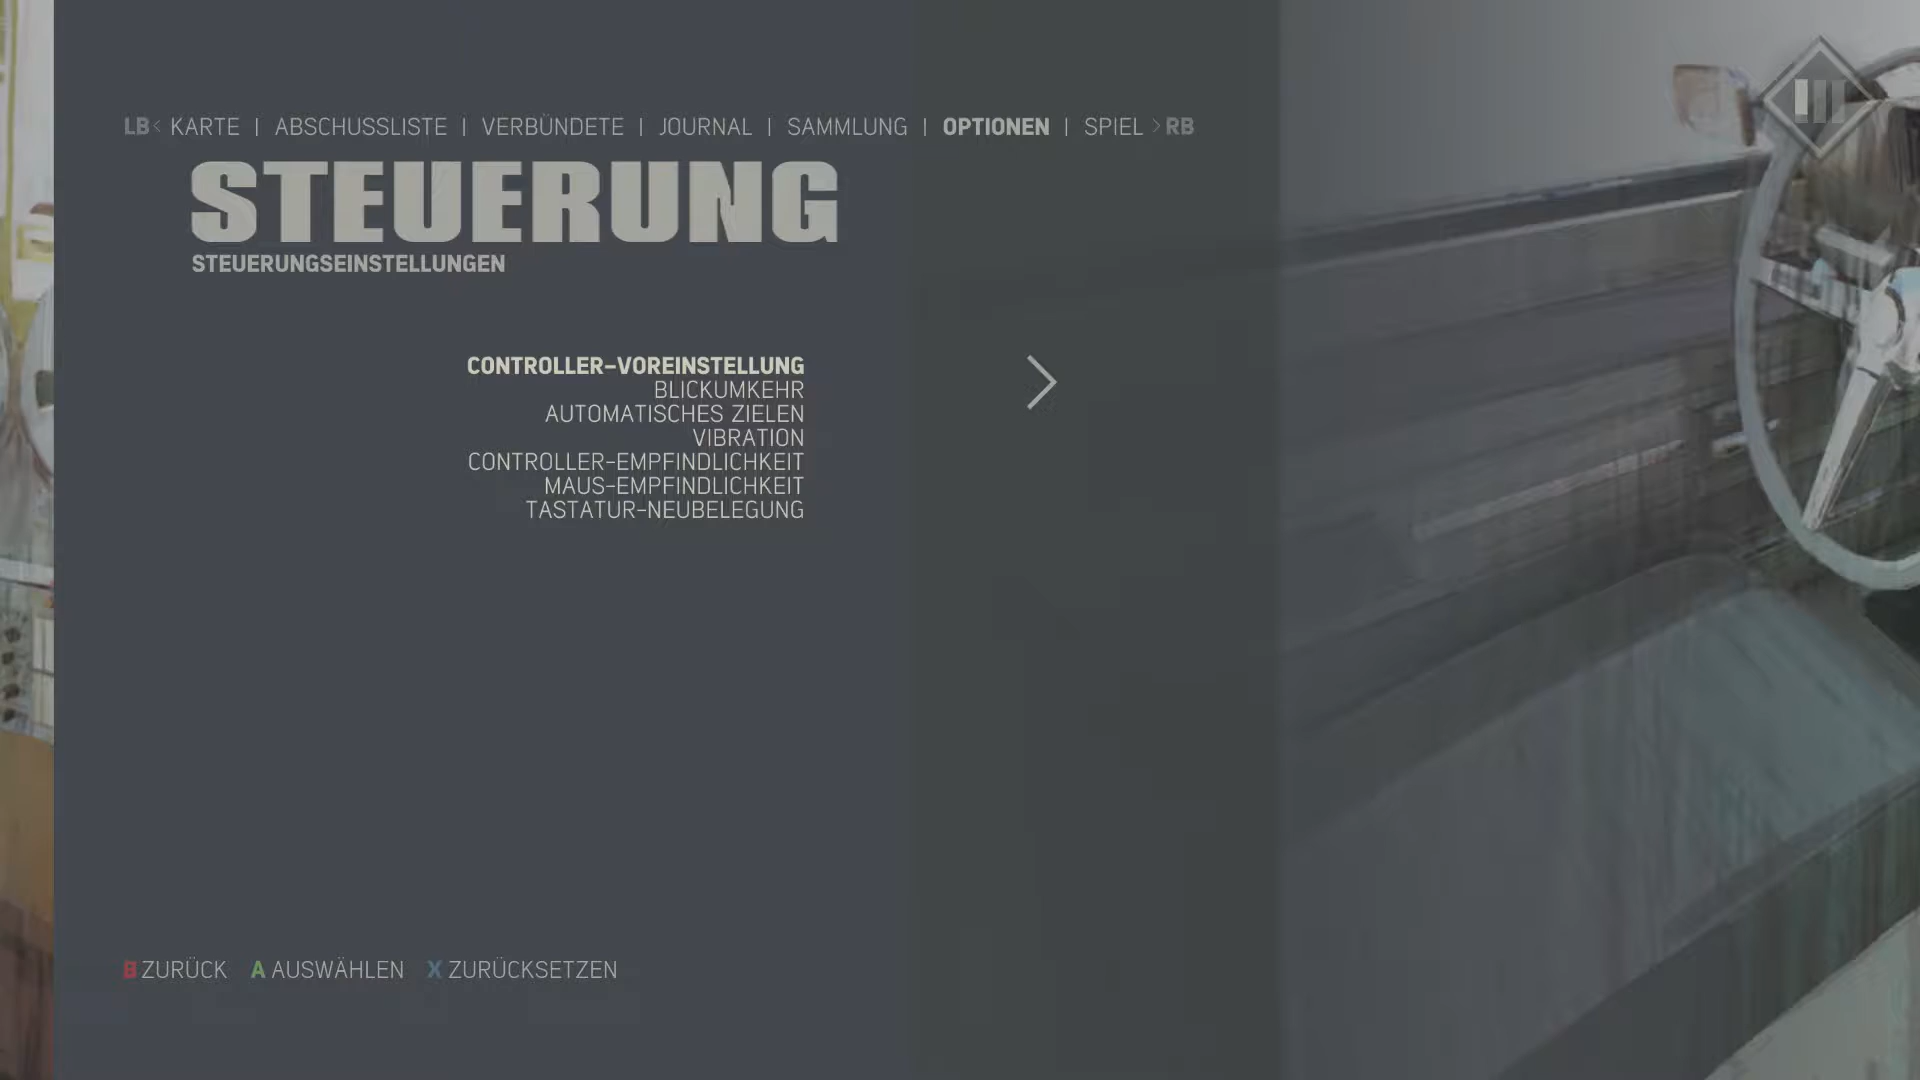 LB< KARTE | ABSCHUSSLISTE | VERBÜNDETE | JOURNAL | SAMMLUNG | OPTIONEN | SPIEL >RB
STEUERUNG
STEUERUNGSEINSTELLUNGEN
CONTROLLER-VOREINSTELLUNG
BLICKUMKEHR
AUTOMATISCHES ZIELEN
VIBRATION
CONTROLLER-EMPFINDLICHKEIT
MAUS-EMPFINDLICHKEIT
TASTATUR-NEUBELEGUNG
B ZURÜCK A AUSWÄHLEN X ZURÜCKSETZEN